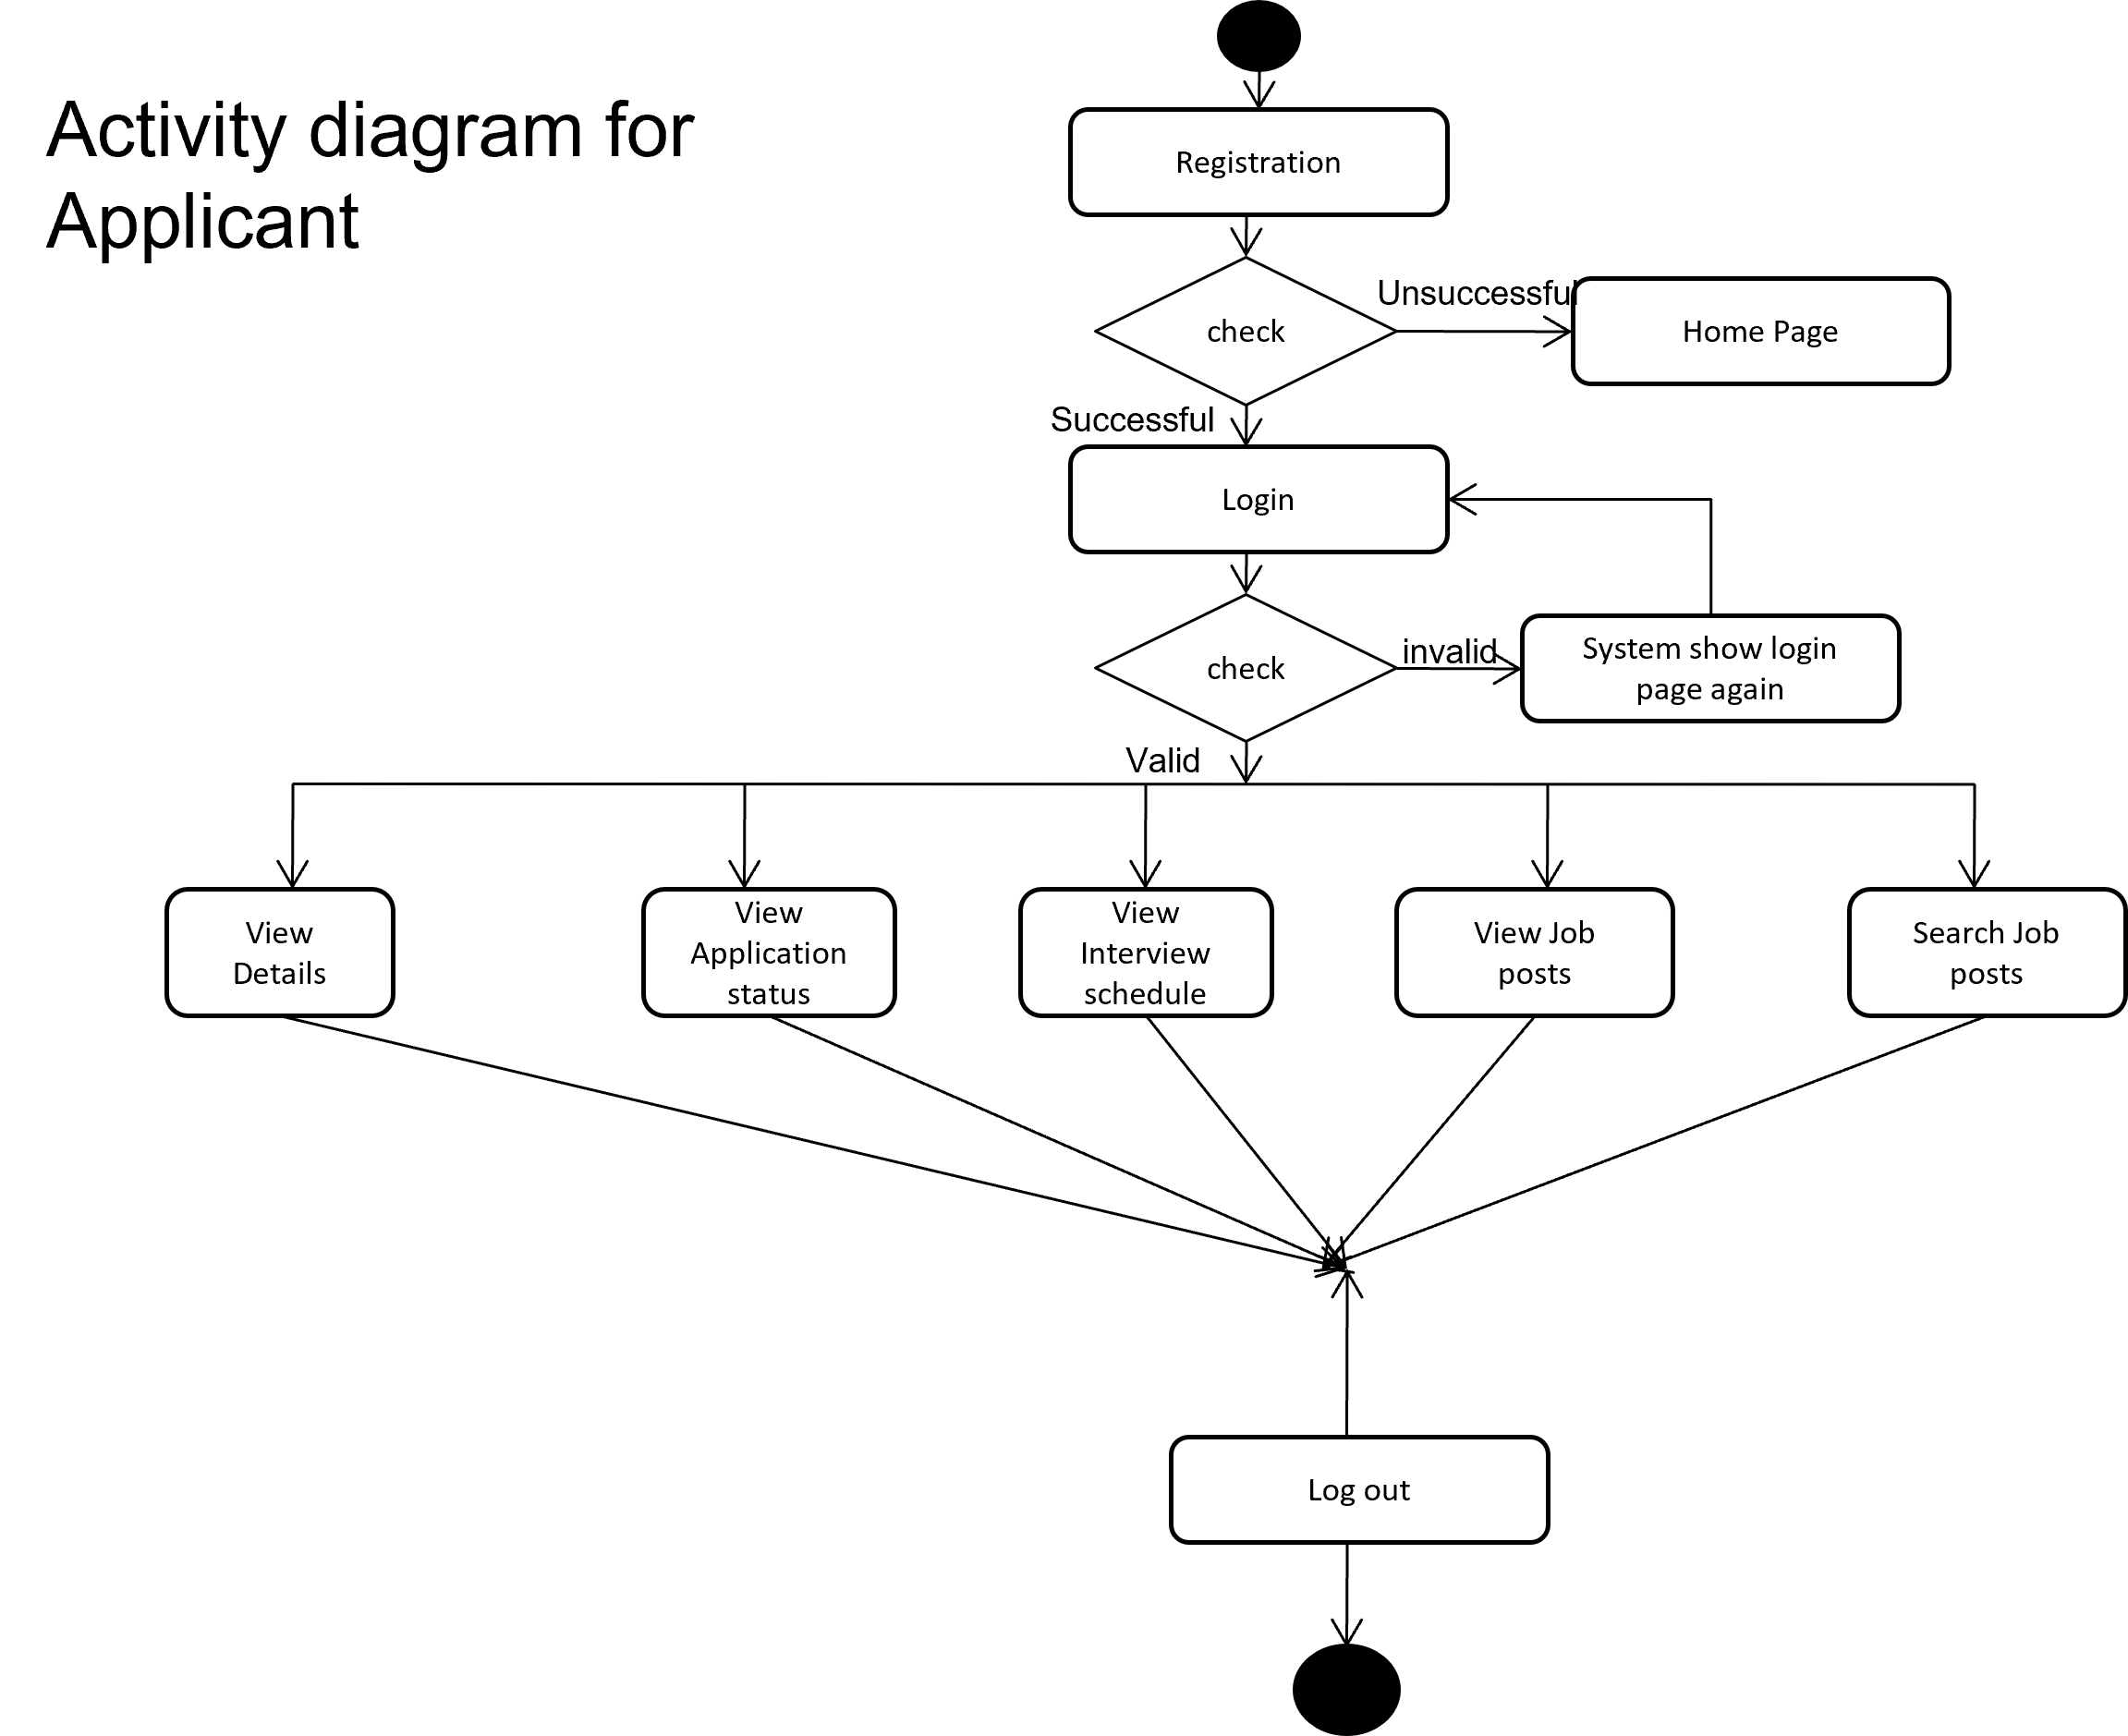 Activity diagram for
Applicant
Registration
check
Unsuccessful
Home Page
Successful
Login
check
invalid
System show login
page again
Valid
View
Details
View
Application
status
View
Interview
schedule
View Job
posts
Search Job
posts
Log out